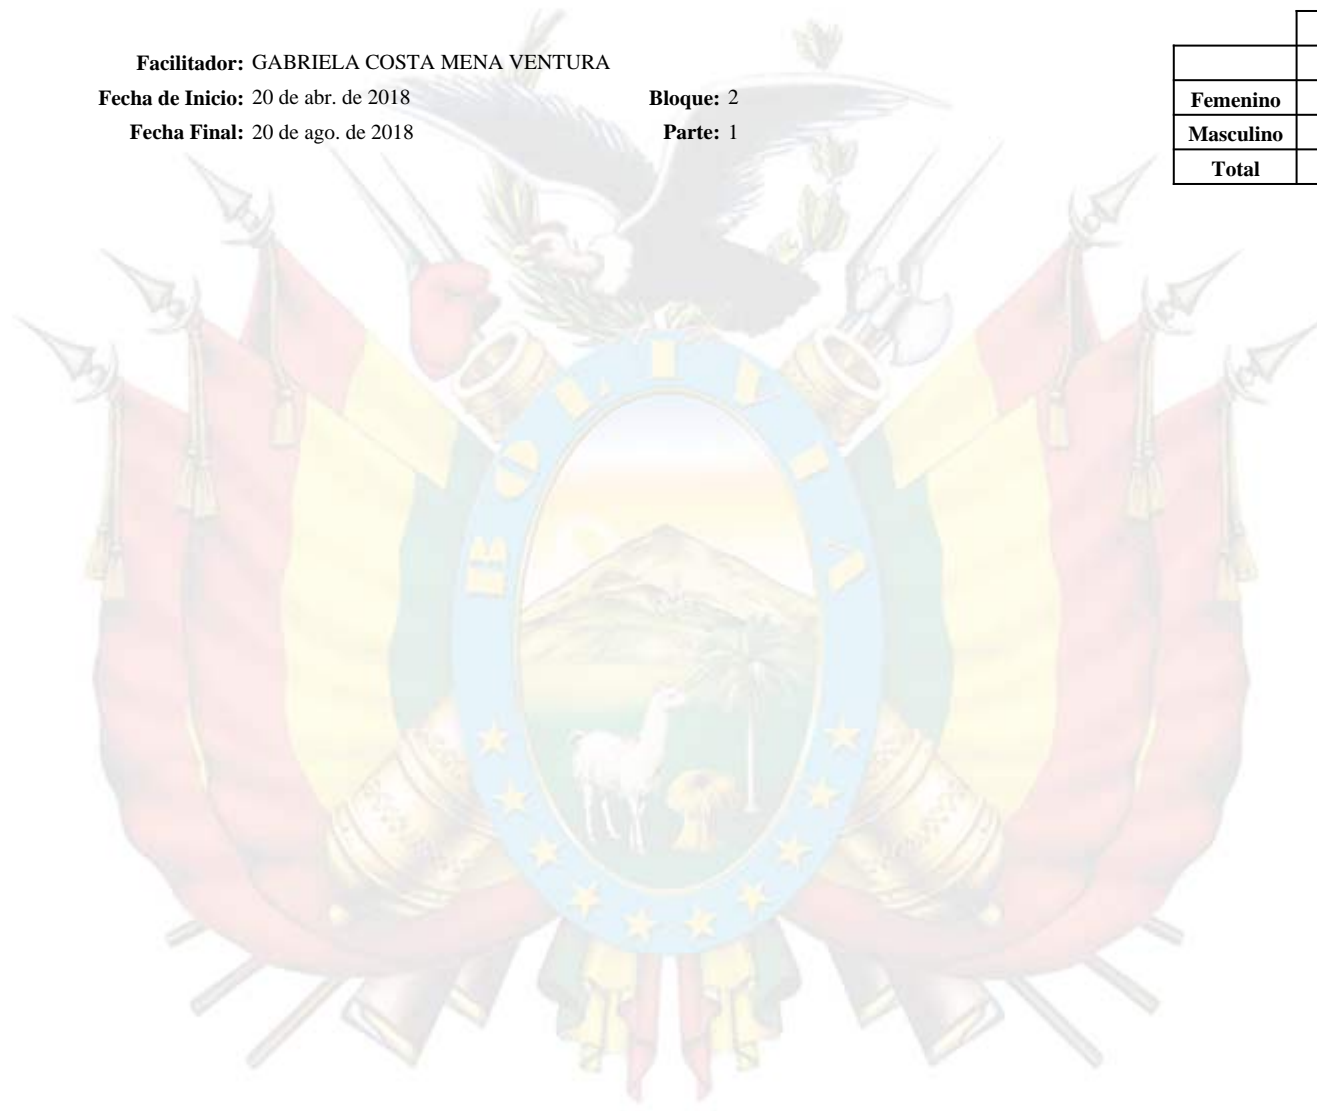 Facilitador: GABRIELA COSTA MENA VENTURA
Fecha de Inicio: 20 de abr. de 2018 Bloque: 2
Fecha Final: 20 de ago. de 2018 Parte: 1
Femenino
Masculino
Total
BOLIVIA